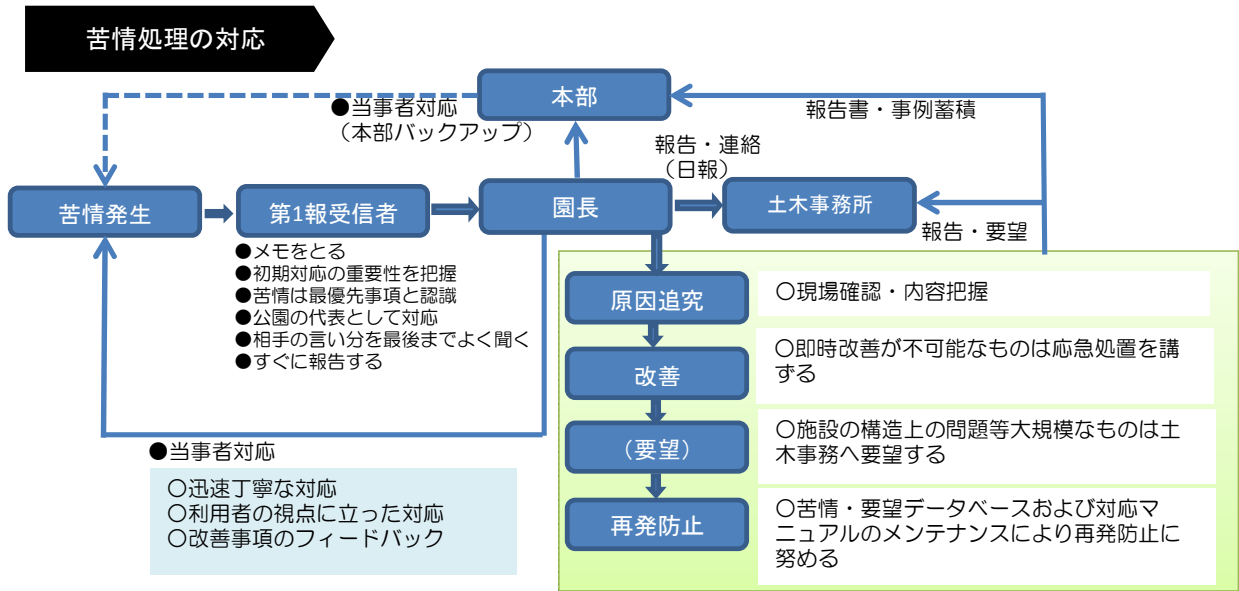 苦情処理の対応
本部
●当事者対応
（本部バックアップ）
報告書・事例蓄積
報告・連絡
（日報）
苦情発生
第1報受信者
園長
土木事務所
報告・要望
●メモをとる
●初期対応の重要性を把握
●苦情は最優先事項と認識
●公園の代表として対応
●相手の言い分を最後までよく聞く
●すぐに報告する
原因追究
〇現場確認・内容把握
改善
〇即時改善が不可能なものは応急処置を講
ずる
（要望）
〇施設の構造上の問題等大規模なものは土
木事務へ要望する
再発防止
〇苦情・要望データベースおよび対応マ
ニュアルのメンテナンスにより再発防止に
努める
●当事者対応
〇迅速丁寧な対応
〇利用者の視点に立った対応
〇改善事項のフィードバック